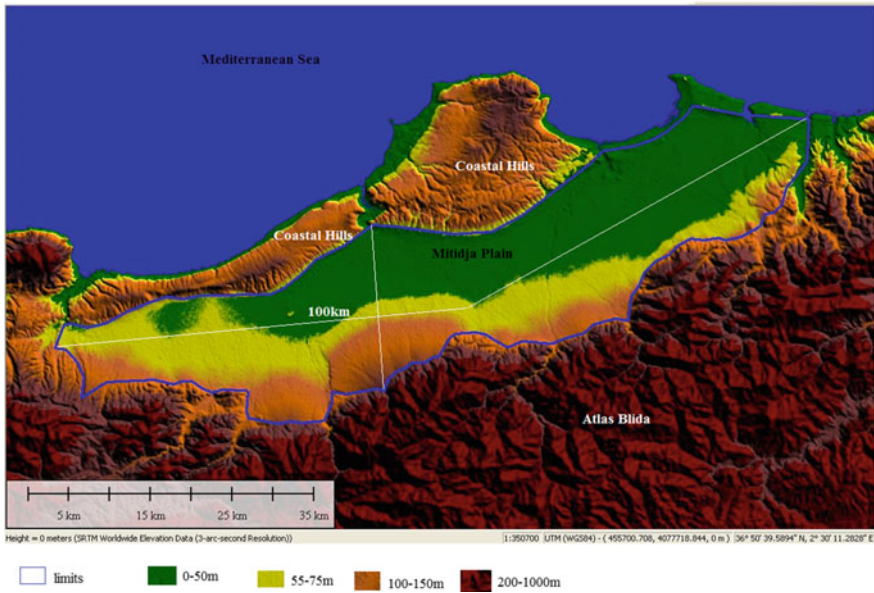 Mediterranean Sea
Coastal Hills
Coastal Hills
Mitidja Plain
100km
Atlas Blida
5 km 15 km 25 km 35 km
Height = 0 meters (SRTM Worldwide Elevation Data (3-arc-second Resolution)) 1:350700 UTM (WGS84) - ( 455700.708, 4077718.844, 0 m ) 36° 50' 39.5894" N, 2° 30' 11.2828" E
limits 0-50m 55-75m 100-150m 200-1000m